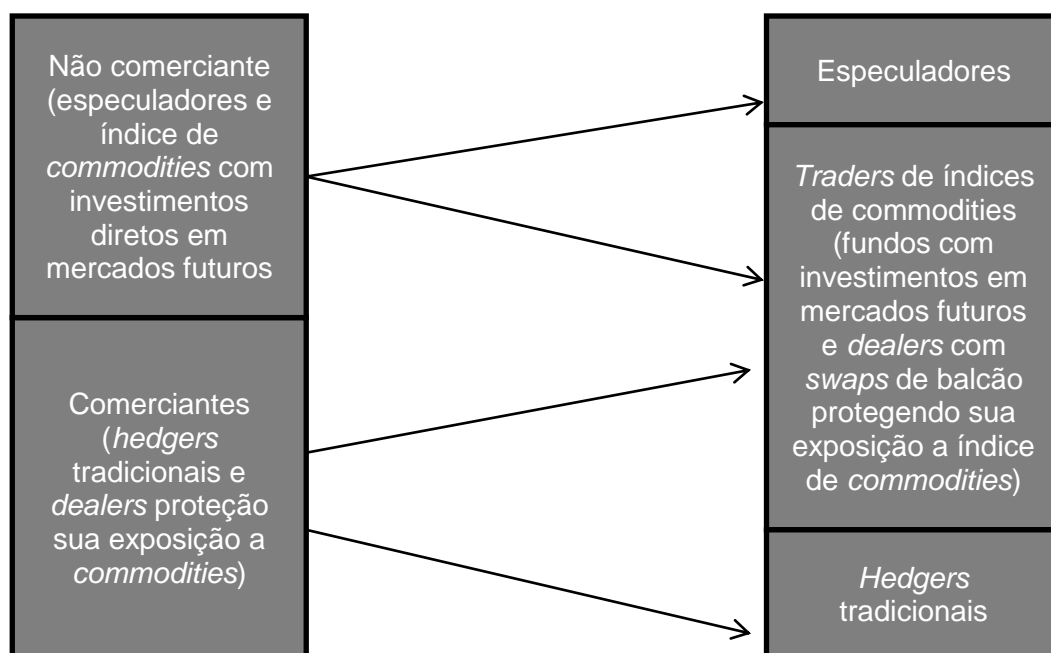 Não comerciante
(especuladores e
índice de
commodities com
investimentos
diretos em
mercados futuros
Comerciantes
(hedgers
tradicionais e
dealers proteção
sua exposição a
commodities)
Especuladores
Traders de índices
de commodities
(fundos com
investimentos em
mercados futuros
e dealers com
swaps de balcão
protegendo sua
exposição a índice
de commodities)
Hedgers
tradicionais